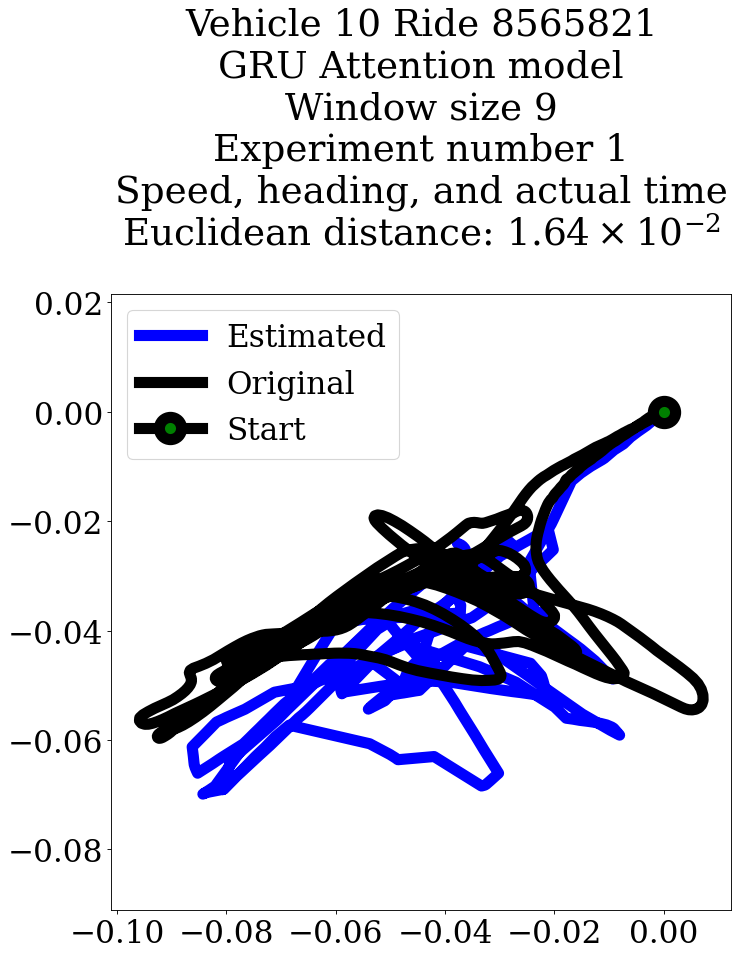 Vehicle 10 Ride 8565821
GRU Attention model
Window size 9
Experiment number 1
Speed, heading, and actual time
Euclidean distance: 1.64 × 10⁻²
Estimated
Original
Start
0.02
0.00
−0.02
−0.04
−0.06
−0.08
−0.10 −0.08 −0.06 −0.04 −0.02 0.00